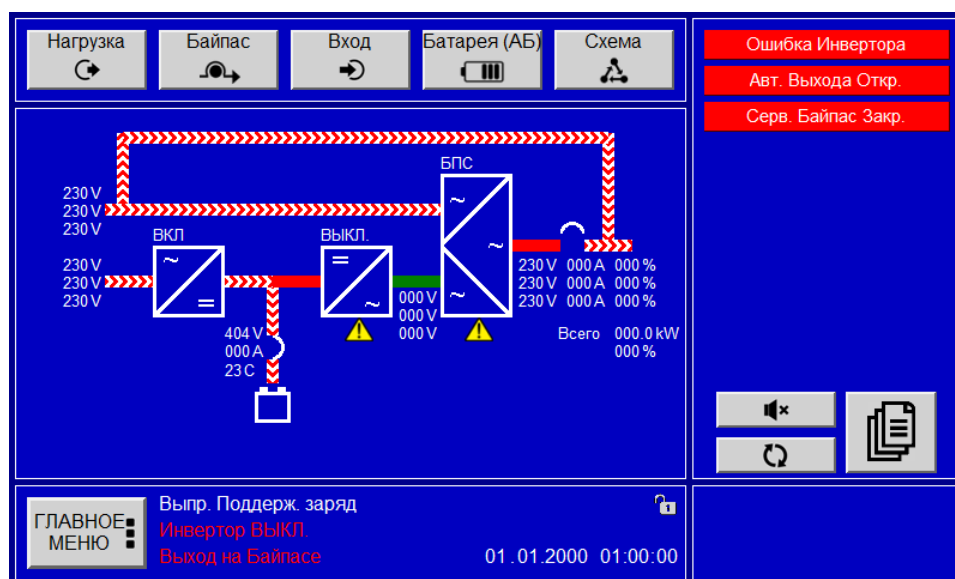 Нагрузка
Байпас
Вход
Батарея (АБ)
Схема
Ошибка Инвертора
Авт. Выхода Откр.
Серв. Байпас Закр.
БПС
230 V
230 V
230 V
ВКЛ
ВЫКЛ.
230 V
230 V
230 V
230 V 000 A 000 %
230 V 000 A 000 %
230 V 000 A 000 %
000 V
000 V
000 V
Всего 000.0 kW
000 %
404 V
000 A
23 C
ГЛАВНОЕ
МЕНЮ
Выпр. Поддерж. заряд
Инвертор ВЫКЛ.
Выход на Байпасе
01.01.2000 01:00:00
1